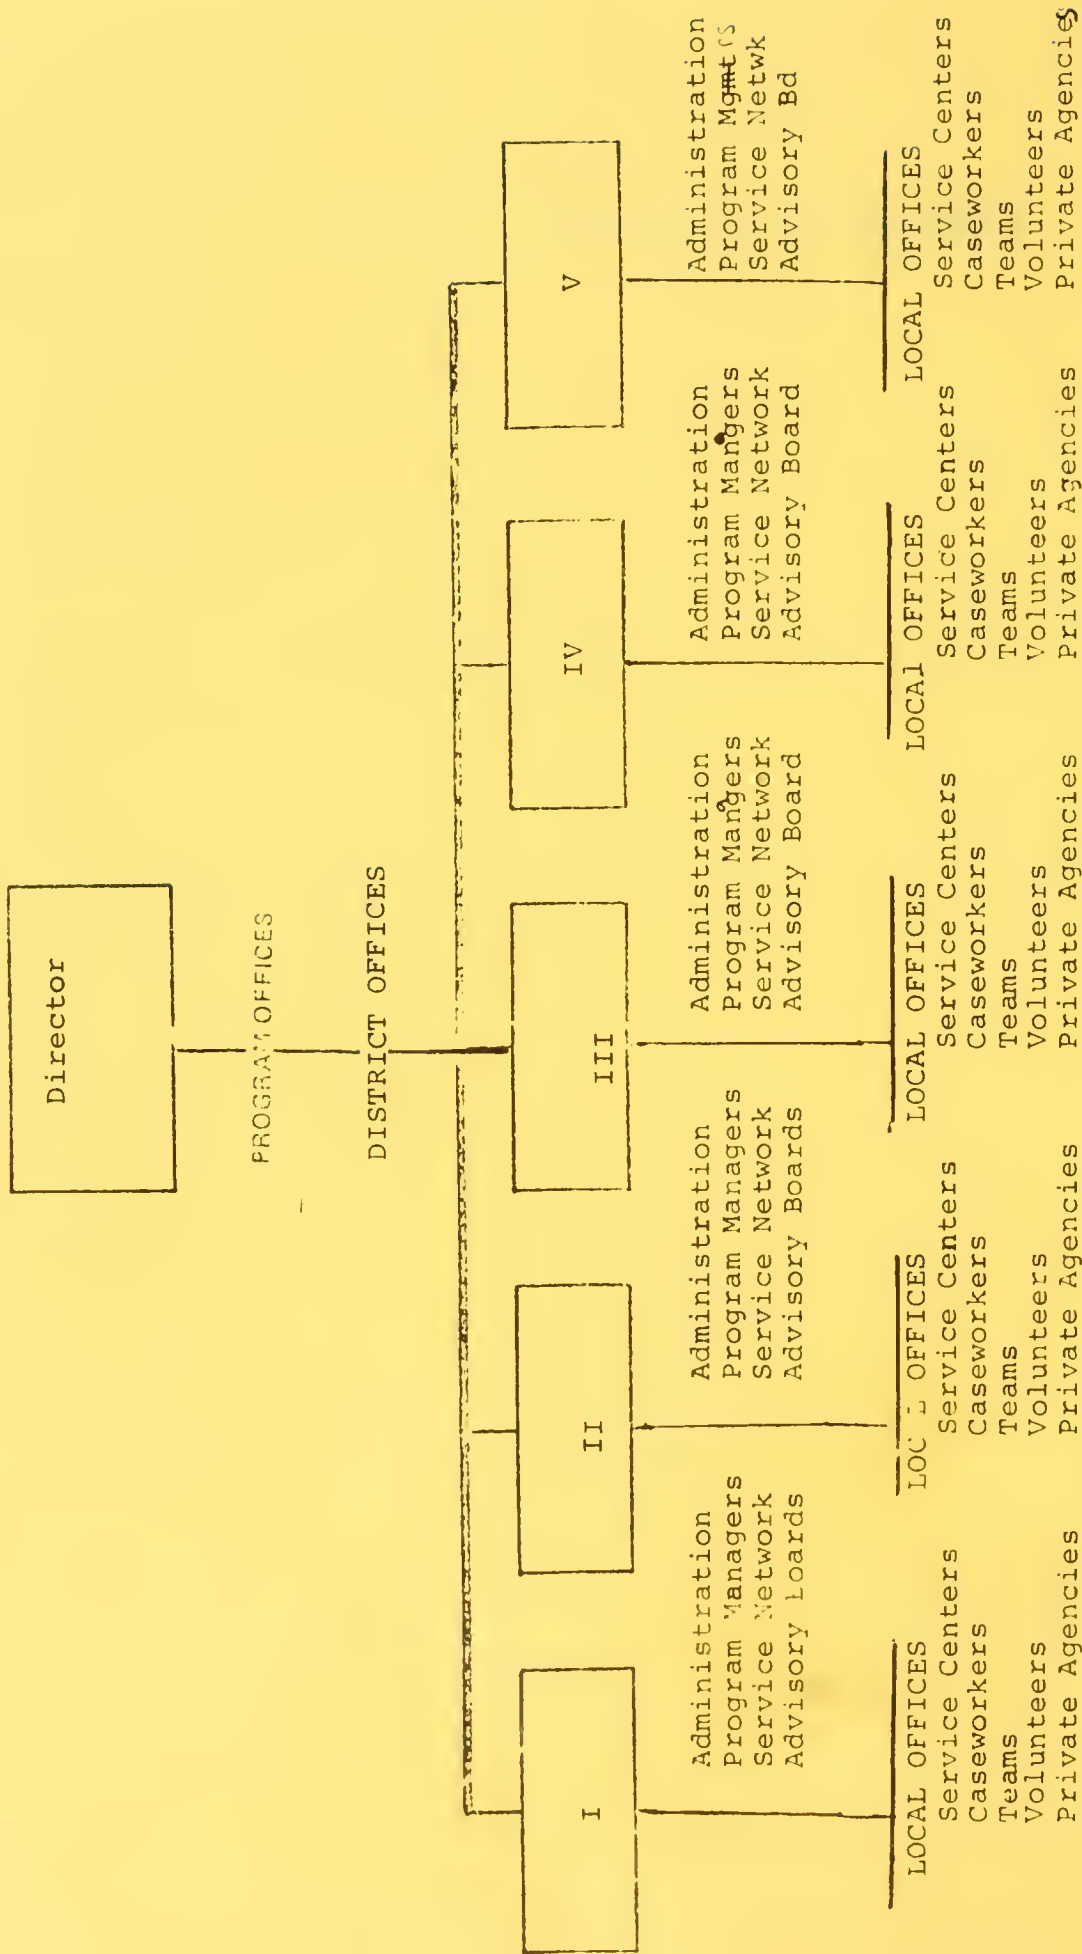 Director
PROGRAM OFFICES
DISTRICT OFFICES
I
II
III
IV
V
Administration
Program Managers
Service Network
Advisory Loards
Administration
Program Managers
Service Network
Advisory Boards
Administration
Program Mangers
Service Network
Advisory Board
Administration
Program Mangers
Service Network
Advisory Board
Administration
Program Mgmt rs
Service Netwk
Advisory Bd
LOCAL OFFICES
Service Centers
Caseworkers
Teams
Volunteers
Private Agencies
LOC L OFFICES
Service Centers
Caseworkers
Teams
Volunteers
Private Agencies
LOCAL OFFICES
Service Centers
Caseworkers
Teams
Volunteers
Private Agencies
LOCAL OFFICES
Service Centers
Caseworkers
Teams
Volunteers
Private Agencies
LOCAL OFFICES
Service Centers
Caseworkers
Teams
Volunteers
Private Agencies